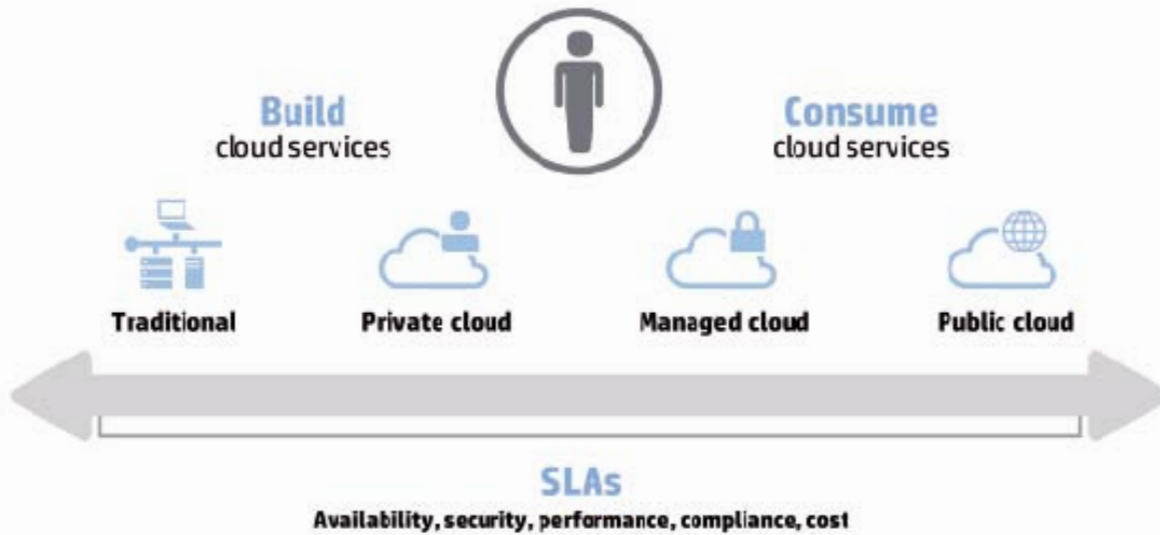 Build
cloud services
Consume
cloud services
Traditional
Private cloud
Managed cloud
Public cloud
SLAs
Availability, security, performance, compliance, cost